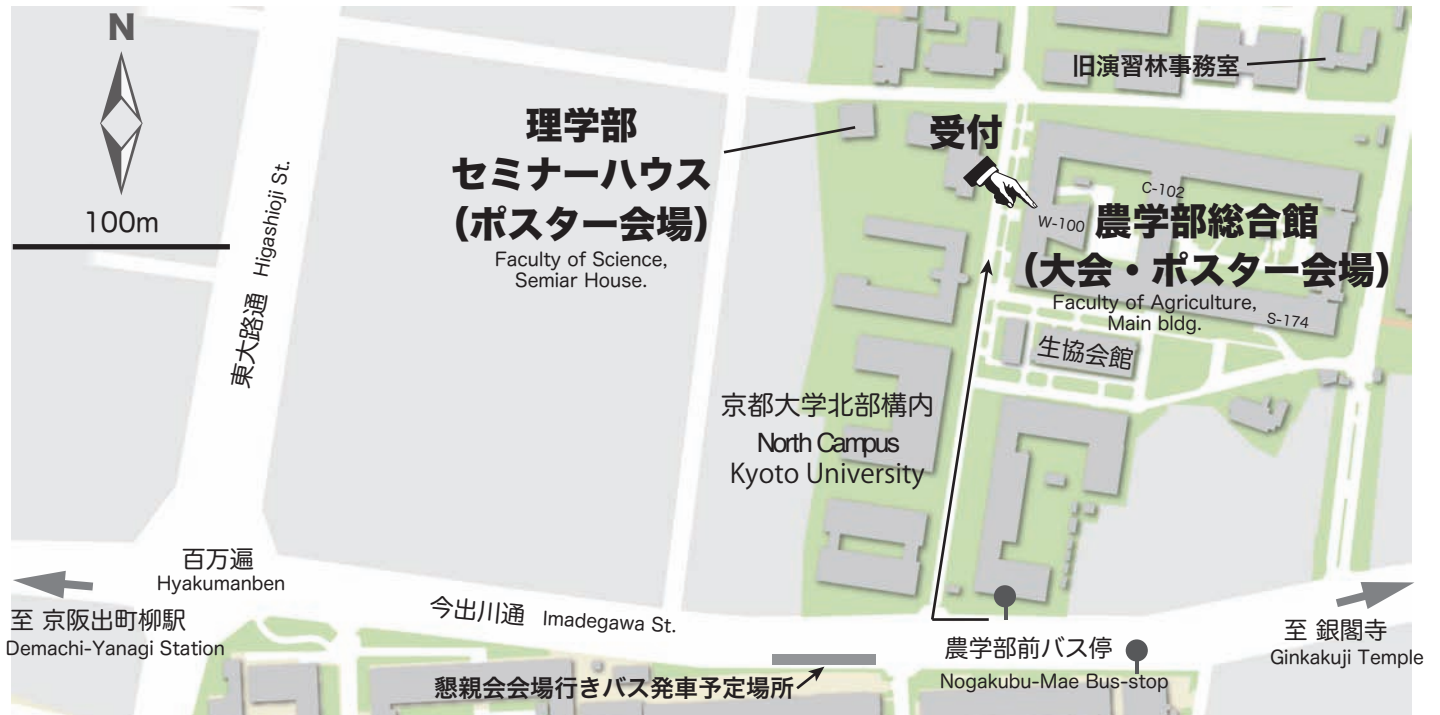 N
100m
東大路通 Higashioji St.
理学部
セミナーハウス
(ポスター会場)
Faculty of Science,
Semiar House.
旧演習林事務室
受付
C-102
W-100
農学部総合館
(大会・ポスター会場)
Faculty of Agriculture,
Main bldg.
S-174
生協会館
京都大学北部構内
North Campus
Kyoto University
百万遍
Hyakumanben
至 京阪出町柳駅
Demachi-Yanagi Station
今出川通 Imadegawa St.
農学部前バス停
Nogakubu-Mae Bus-stop
至 銀閣寺
Ginkakuji Temple
懇親会会場行きバス発車予定場所